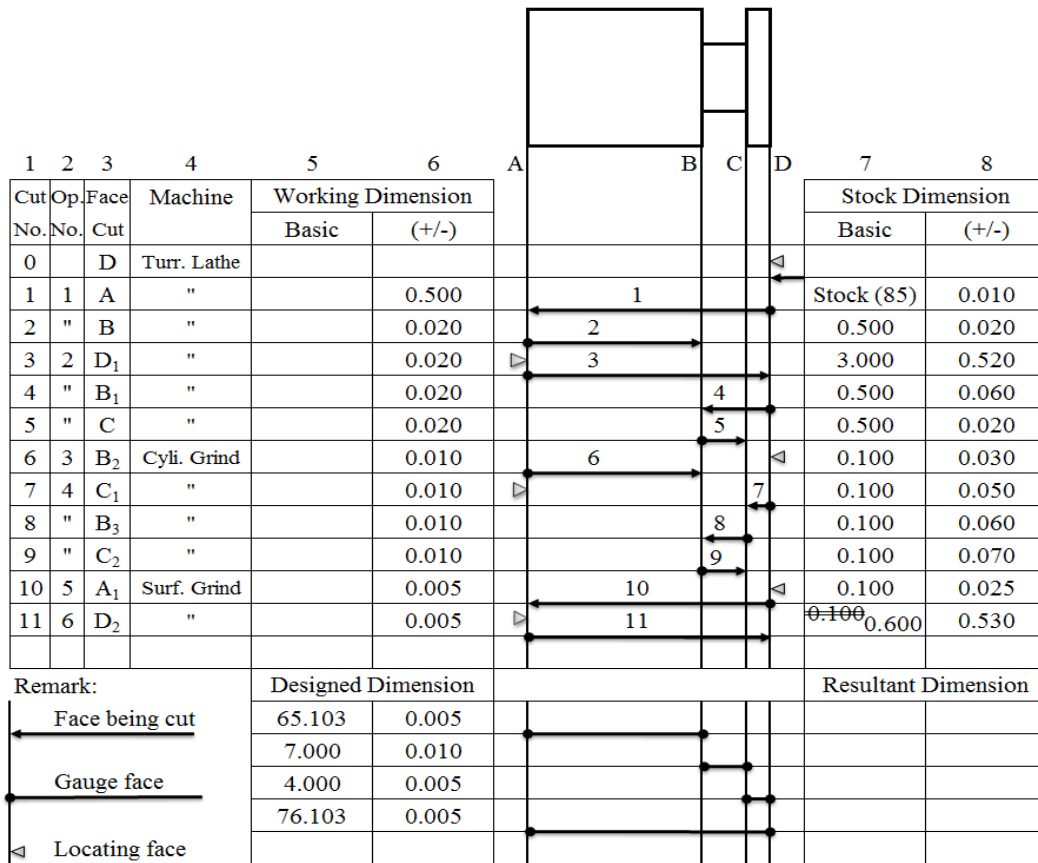 1 2 3 4 5 6 A B C D 7 8
Cut Op. Face Machine Working Dimension Stock Dimension
No. No. Cut Basic (+/-) Basic (+/-)
0 D Turr. Lathe
1 1 A " 0.500 1 Stock (85) 0.010
2 " B " 0.020 2 0.500 0.020
3 2 D₁ " 0.020 3 3.000 0.520
4 " B₁ " 0.020 4 0.500 0.060
5 " C " 0.020 5 0.500 0.020
6 3 B₂ Cyli. Grind 0.010 6 0.100 0.030
7 4 C₁ " 0.010 7 0.100 0.050
8 " B₃ " 0.010 8 0.100 0.060
9 " C₂ " 0.010 9 0.100 0.070
10 5 A₁ Surf. Grind 0.005 10 0.100 0.025
11 6 D₂ " 0.005 11 0.100 0.600 0.530
Remark: Designed Dimension Resultant Dimension
Face being cut 65.103 0.005
7.000 0.010
Gauge face 4.000 0.005
76.103 0.005
Locating face